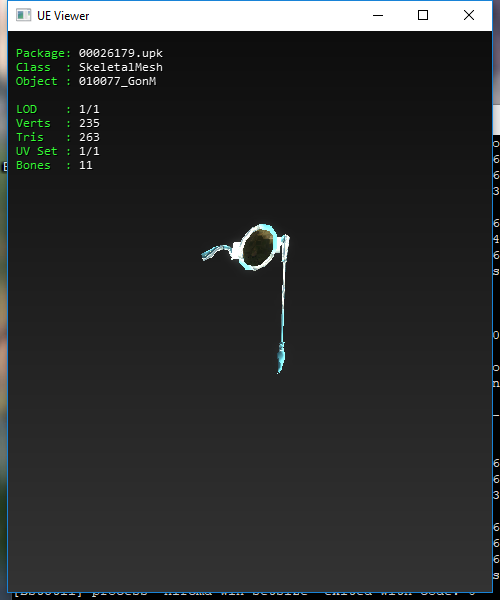 UE Viewer
Package: 00026179.upk
Class : SkeletalMesh
Object : 010077_GonM
LOD : 1/1
Verts : 235
Tris : 263
UV Set : 1/1
Bones : 11